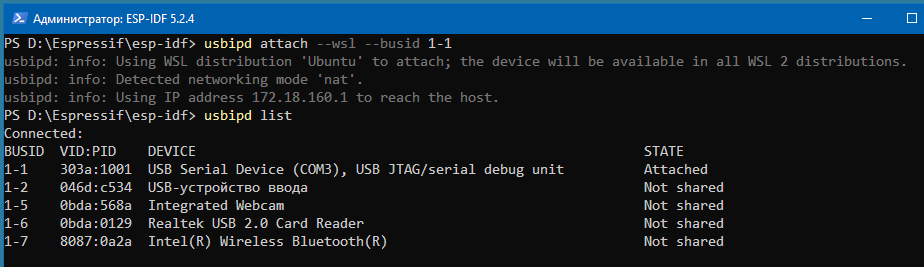 Администратор: ESP-IDF 5.2.4
PS D:\Espressif\esp-idf> usbipd attach --wsl --busid 1-1
usbipd: info: Using WSL distribution 'Ubuntu' to attach; the device will be available in all WSL 2 distributions.
usbipd: info: Detected networking mode 'nat'.
usbipd: info: Using IP address 172.18.160.1 to reach the host.
PS D:\Espressif\esp-idf> usbipd list
Connected:
BUSID  VID:PID    DEVICE                                                        STATE
1-1    303a:1001  USB Serial Device (COM3), USB JTAG/serial debug unit          Attached
1-2    046d:c534  USB-устройство ввода                                          Not shared
1-5    0bda:568a  Integrated Webcam                                             Not shared
1-6    0bda:0129  Realtek USB 2.0 Card Reader                                   Not shared
1-7    8087:0a2a  Intel(R) Wireless Bluetooth(R)                                Not shared